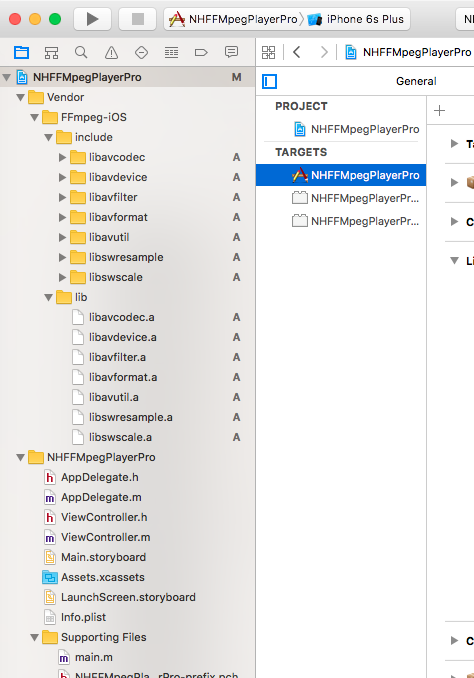 NHFFMpegPlayerPro iPhone 6s Plus NH
NHFFMpegPlayerPro
NHFFMpegPlayerPro M
Vendor
FFmpeg-iOS
include
libavcodec A
libavdevice A
libavfilter A
libavformat A
libavutil A
libswresample A
libswscale A
lib
libavcodec.a A
libavdevice.a A
libavfilter.a A
libavformat.a A
libavutil.a A
libswresample.a A
libswscale.a A
NHFFMpegPlayerPro
AppDelegate.h
AppDelegate.m
ViewController.h
ViewController.m
Main.storyboard
Assets.xcassets
LaunchScreen.storyboard
Info.plist
Supporting Files
main.m
NHFFMpegPla...rPro-prefix.pch
General
PROJECT
NHFFMpegPlayerPro
TARGETS
NHFFMpegPlayerPro
NHFFMpegPlayerPr...
NHFFMpegPlayerPr...
Ta
C
Li
C